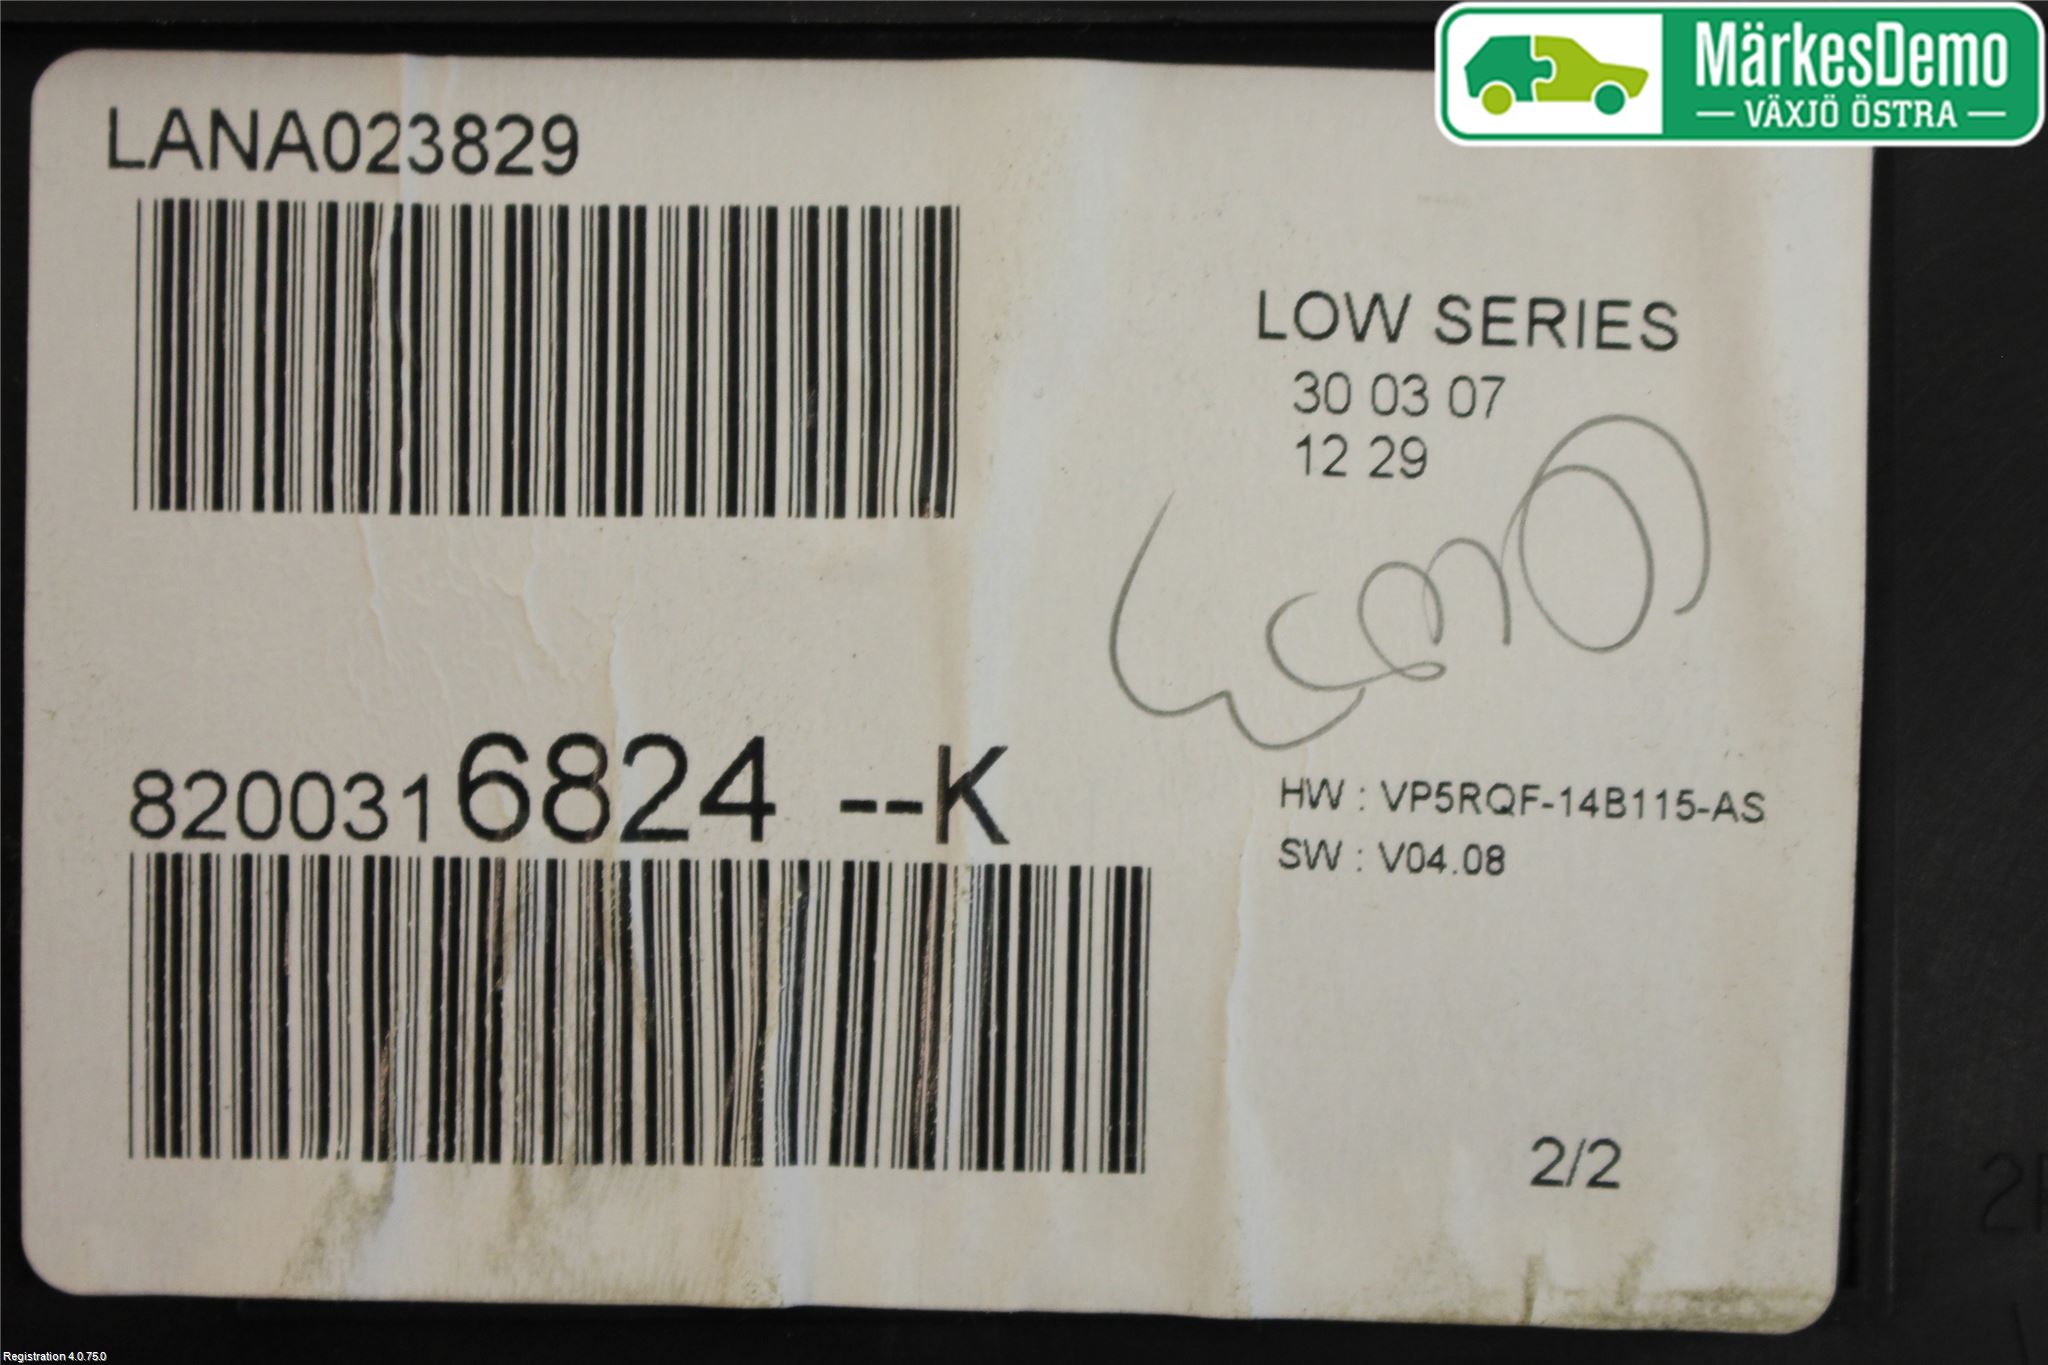 MärkesDemo
VÄXJÖ ÖSTRA
LANA023829
LOW SERIES
30 03 07
12 29
8200316824 --K
HW : VP5RQF-14B115-AS
SW : V04.08
2/2
Registration 4.0.75.0